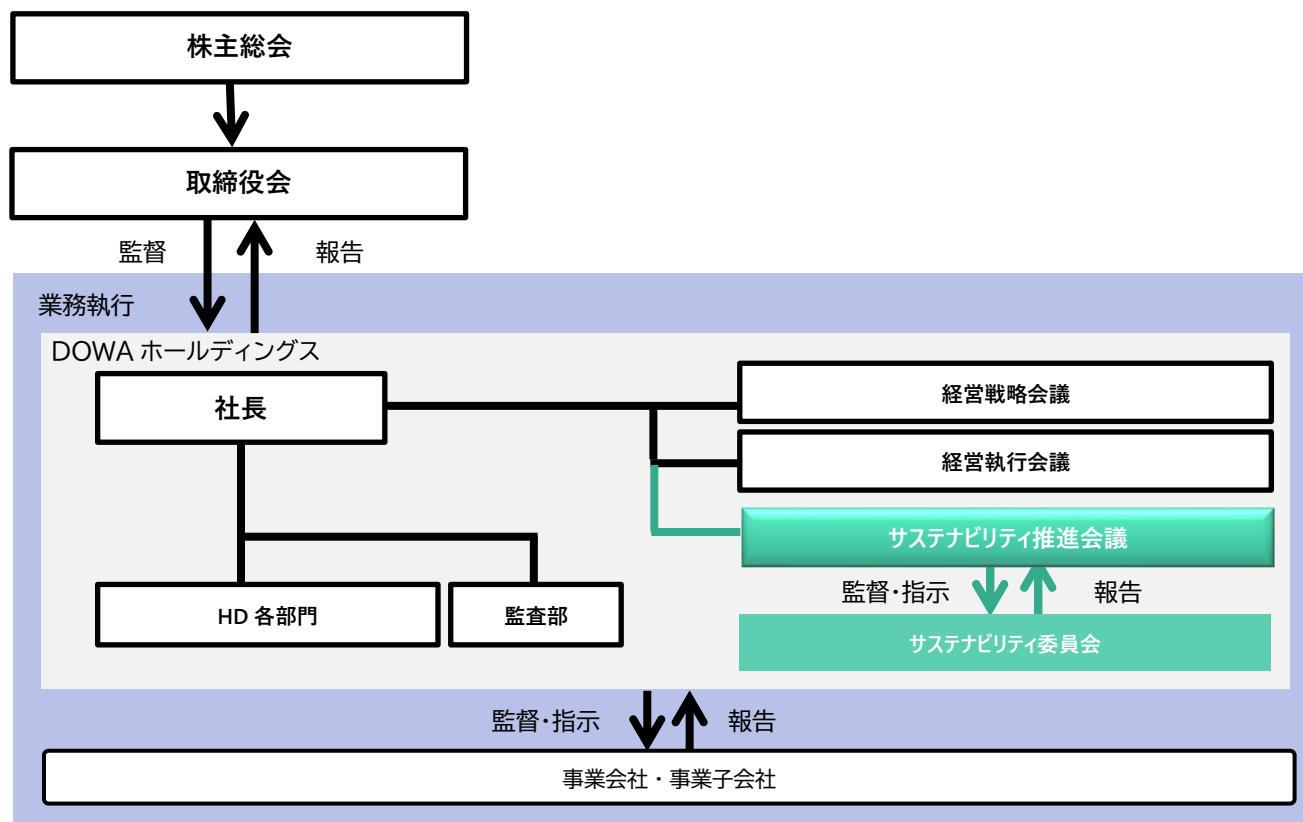 株主総会
取締役会
監督
報告
業務執行
DOWA ホールディングス
社長
経営戦略会議
経営執行会議
サステナビリティ推進会議
監督・指示
報告
HD 各部門
監査部
サステナビリティ委員会
監督・指示
報告
事業会社・事業子会社